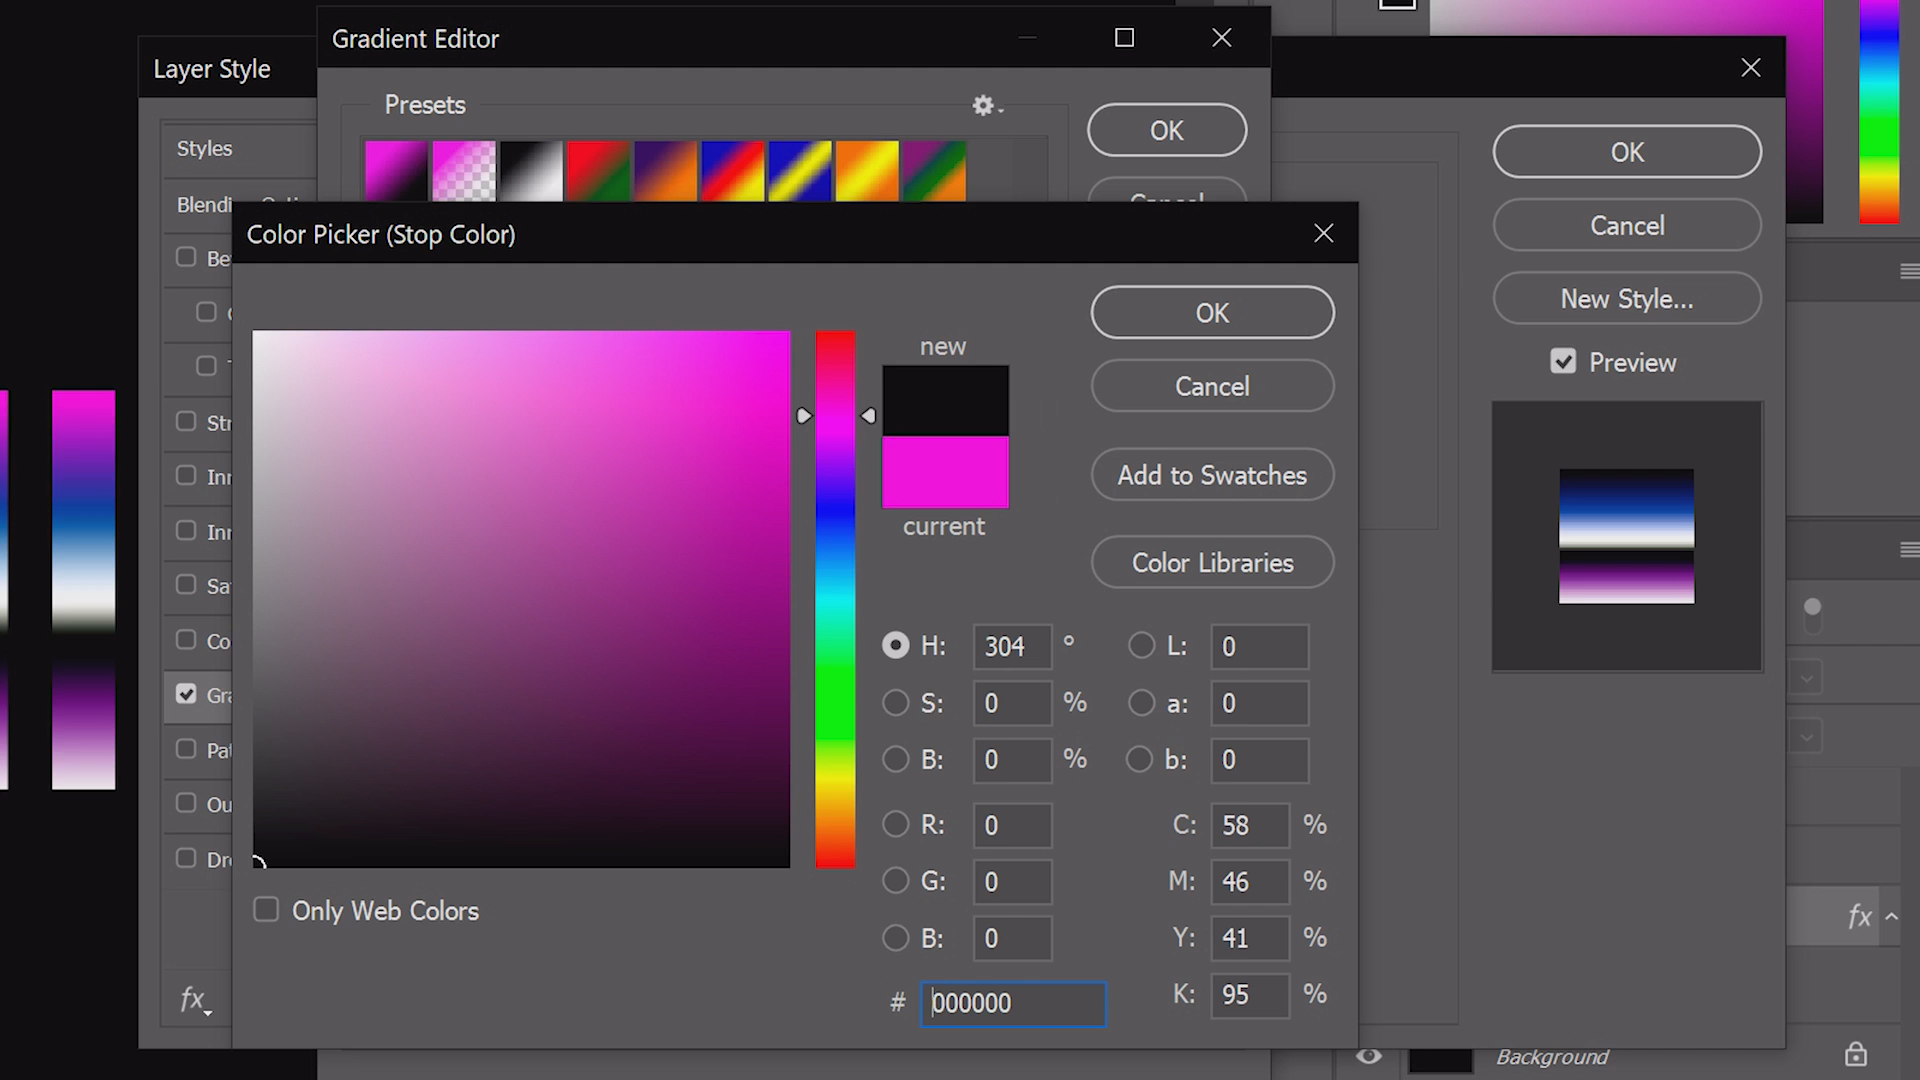 Gradient Editor
Layer Style
Presets
OK
Styles
OK
Cancel
New Style...
Preview
Color Picker (Stop Color)
OK
new
Cancel
Add to Swatches
current
Color Libraries
H: 304 °
L: 0
S: 0 %
a: 0
B: 0 %
b: 0
R: 0
C: 58 %
G: 0
M: 46 %
B: 0
Y: 41 %
# 000000
K: 95 %
Only Web Colors
fx
fx
Background